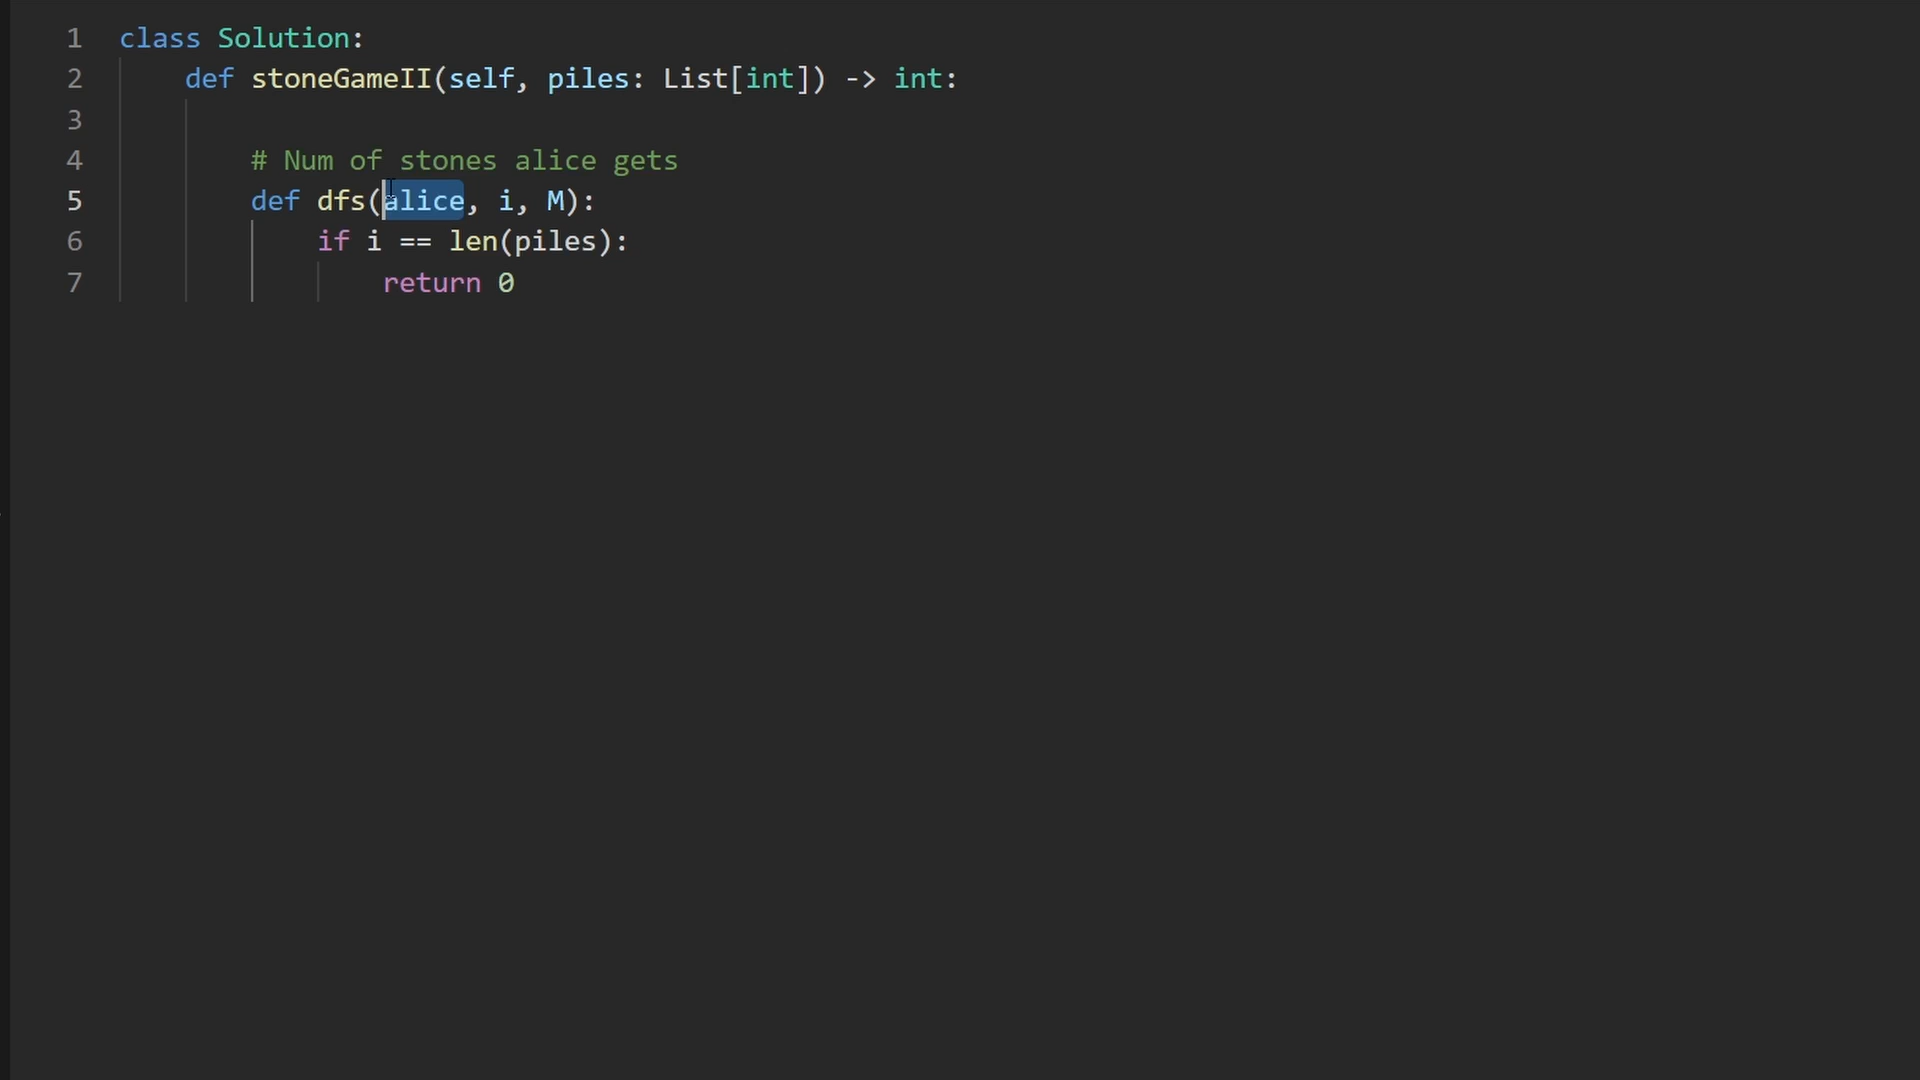 1 class Solution:
2 def stoneGameII(self, piles: List[int]) -> int:
3
4 # Num of stones alice gets
5 def dfs(alice, i, M):
6 if i == len(piles):
7 return 0